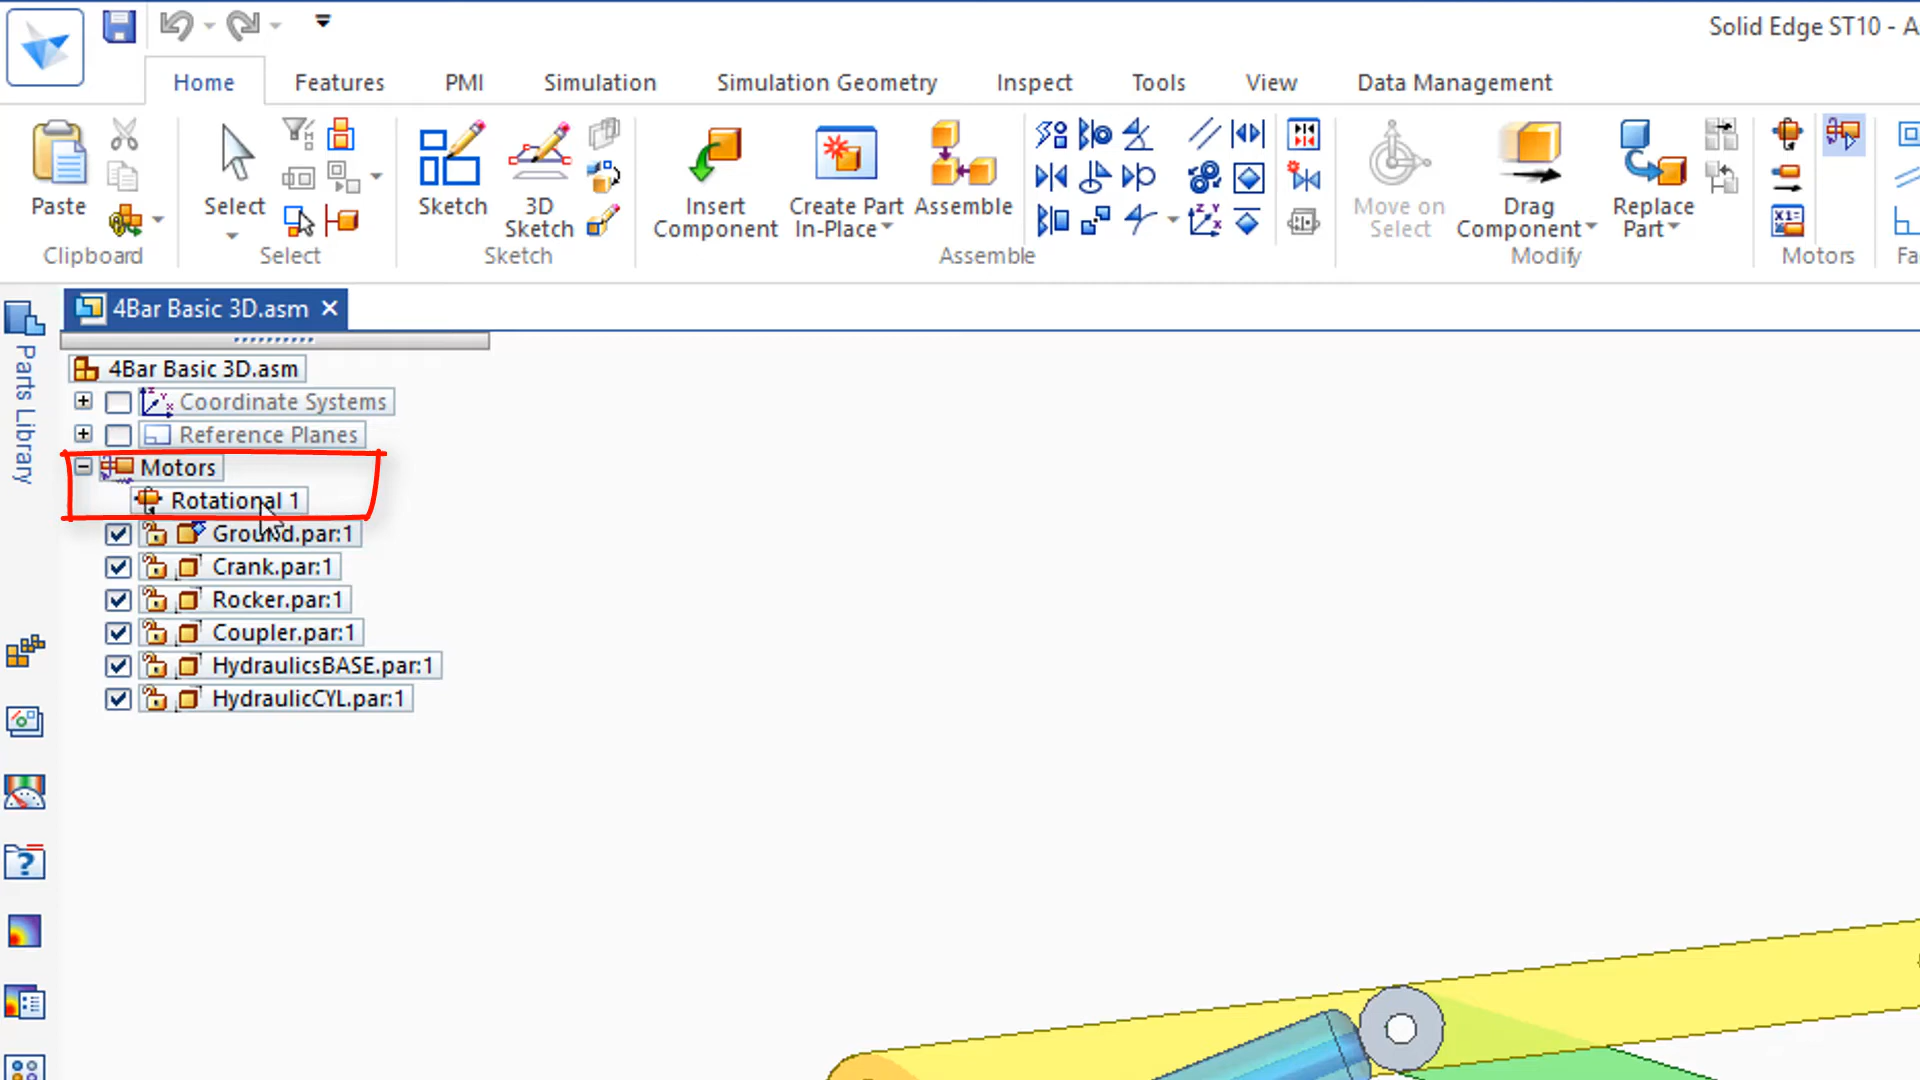 Solid Edge ST10 - A
Home Features PMI Simulation Simulation Geometry Inspect Tools View Data Management
Paste
Select
Sketch
3D
Sketch
Insert
Component
Create Part
In-Place
Assemble
Move on
Select
Drag
Component
Replace
Part
Clipboard Select Sketch Assemble Modify Motors Fa
4Bar Basic 3D.asm
Parts Library
4Bar Basic 3D.asm
Coordinate Systems
Reference Planes
Motors
Rotational 1
Ground.par:1
Crank.par:1
Rocker.par:1
Coupler.par:1
HydraulicsBASE.par:1
HydraulicCYL.par:1